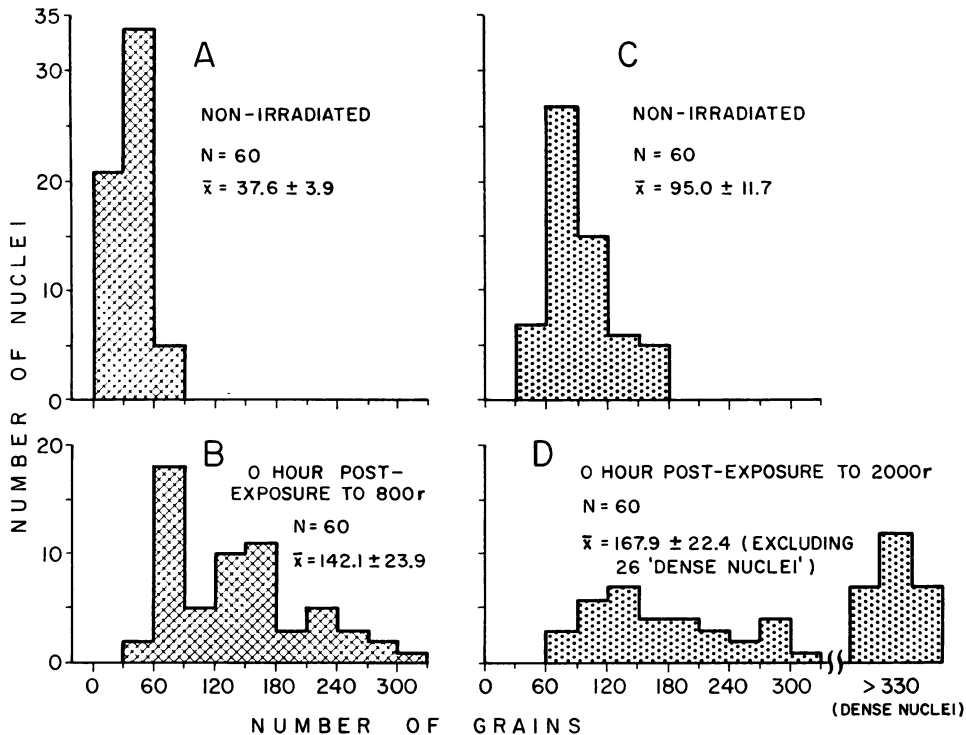 35
30
20
10
0
A
NON-IRRADIATED
N = 60
x̄ = 37.6 ± 3.9
C
NON-IRRADIATED
N = 60
x̄ = 95.0 ± 11.7
NUMBER OF NUCLEI
20
10
0
B
0 HOUR POST-
EXPOSURE TO 800r
N = 60
x̄ = 142.1 ± 23.9
D
0 HOUR POST-EXPOSURE TO 2000r
N = 60
x̄ = 167.9 ± 22.4 (EXCLUDING
26 'DENSE NUCLEI')
0 60 120 180 240 300
0 60 120 180 240 300 >330
(DENSE NUCLEI)
NUMBER OF GRAINS